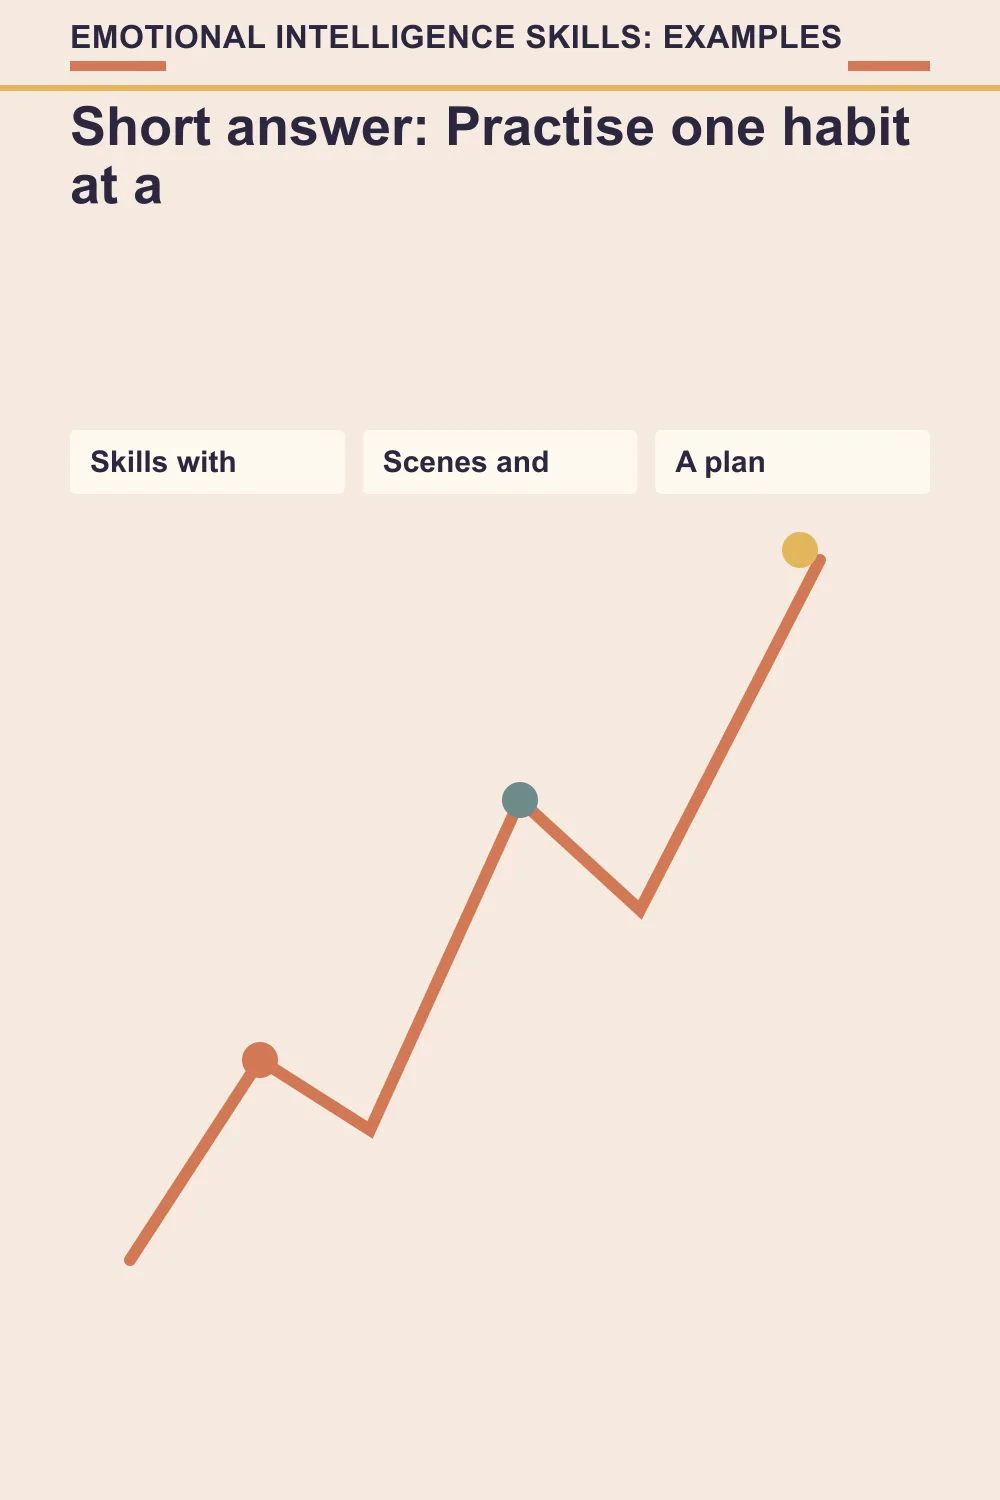 EMOTIONAL INTELLIGENCE SKILLS: EXAMPLES
Short answer: Practise one habit
at a
Skills with
Scenes and
A plan